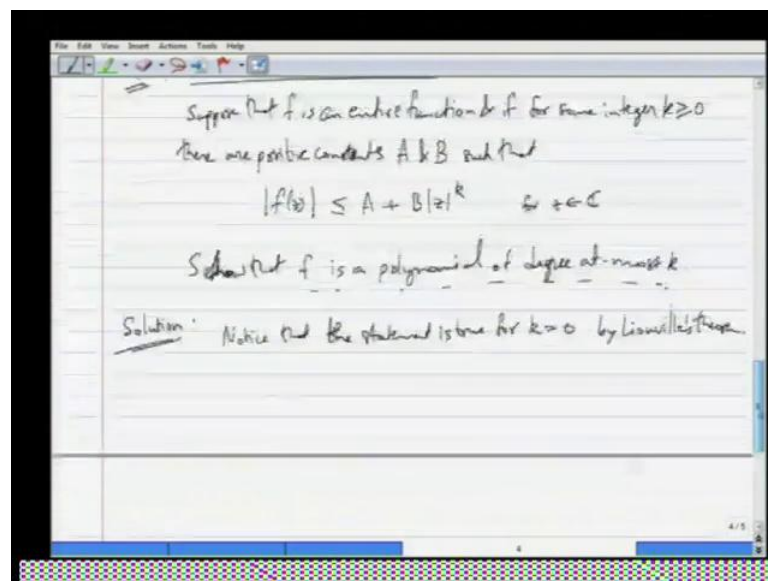 File Edit View Insert Actions Tools Help
Suppose that f is an entire function & if for some integer k ≥ 0
there are positive constants A & B such that
|f(z)| ≤ A + B|z|^k for z ∈ ℂ
Show that f is a polynomial of degree at-most k.
Solution: Notice that the statement is true for k=0 by Liouville's theorem.
4/5
4